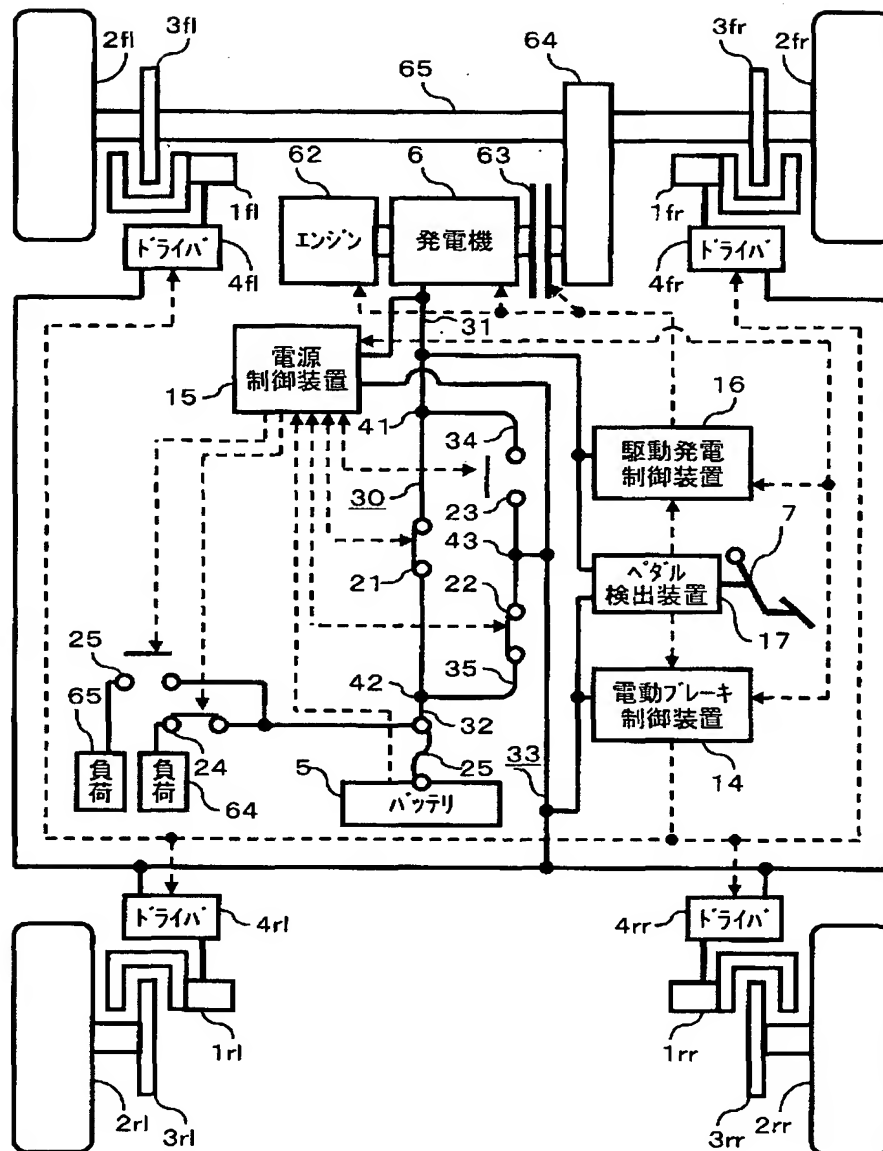 3fl
2fl
65
64
3fr
2fr
62
6
63
1fl
エンジン
発電機
1fr
ドライバ
4fl
ドライバ
4fr
31
電源
制御装置
15
41
34
16
駆動発電
制御装置
30
23
43
7
21
22
ペダル
検出装置
17
25
35
42
電動ブレーキ
制御装置
65
負荷
24
負荷
64
32
25
5
バッテリ
33
14
ドライバ
4rl
4rr
ドライバ
1rl
1rr
2rl
3rl
3rr
2rr